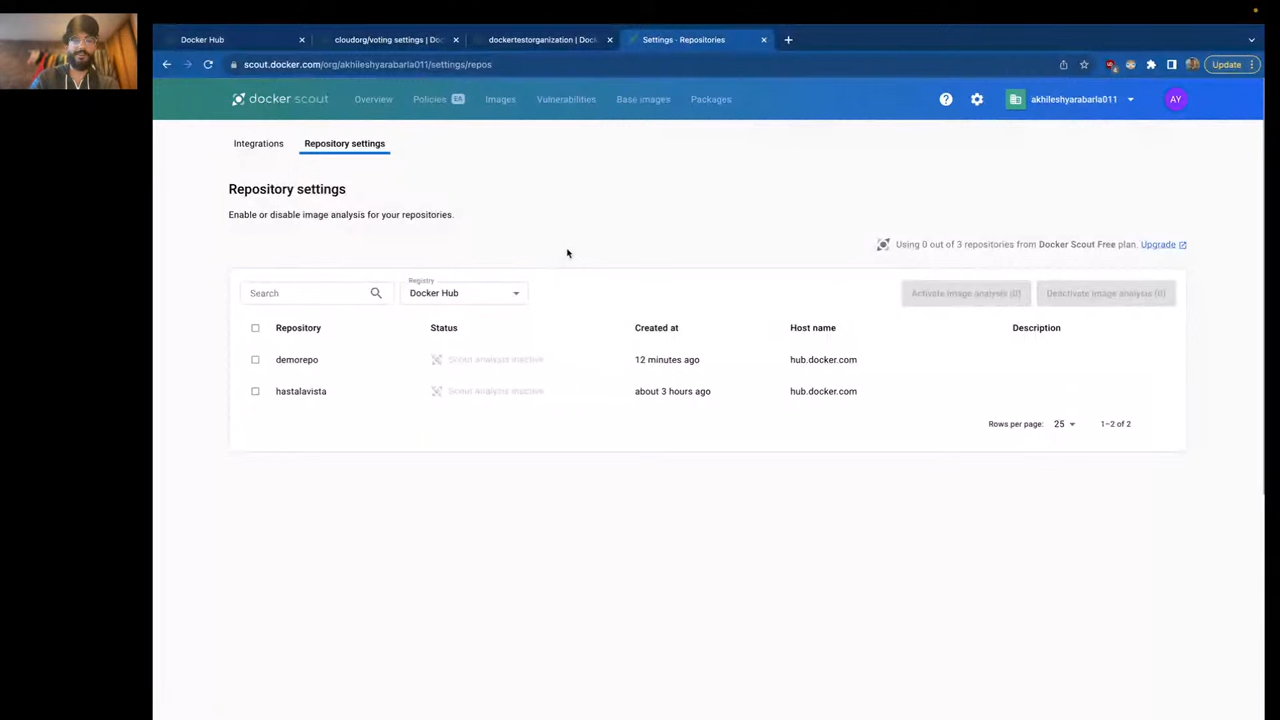 Docker Hub
cloudorg/voting settings | Doc
dockertestorganization | Dock
Settings · Repositories
scout.docker.com/org/akhileshyarabarla011/settings/repos
Update
docker scout
Overview
Policies EA
Images
Vulnerabilities
Base images
Packages
akhileshyarabarla011
AY
Integrations
Repository settings
Repository settings
Enable or disable image analysis for your repositories.
Using 0 out of 3 repositories from Docker Scout Free plan. Upgrade
Search
Registry
Docker Hub
Activate image analysis (0)
Deactivate image analysis (0)
Repository Status Created at Host name Description
demorepo Scout analysis inactive 12 minutes ago hub.docker.com
hastalavista Scout analysis inactive about 3 hours ago hub.docker.com
Rows per page: 25 1–2 of 2